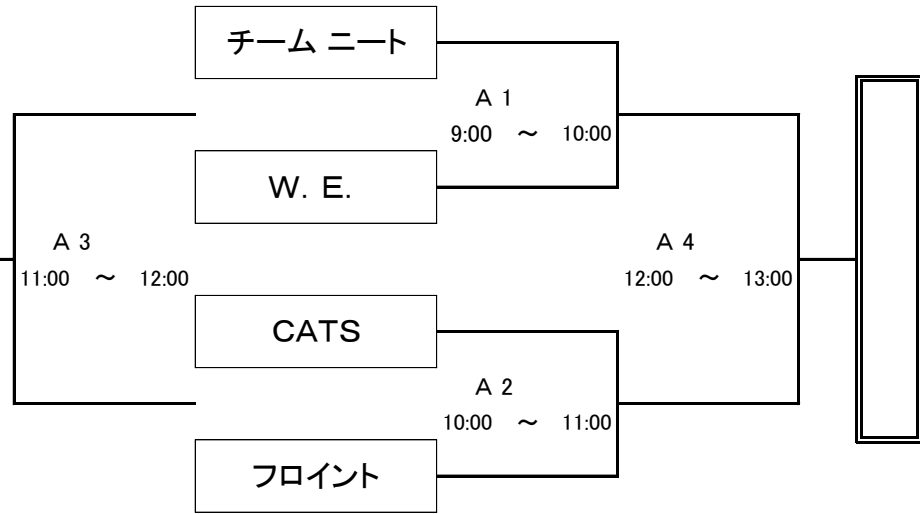 チーム ニート
Ａ 1
9:00 ～ 10:00
Ｗ．Ｅ．
Ａ 3
11:00 ～ 12:00
Ａ 4
12:00 ～ 13:00
ＣＡＴＳ
Ａ 2
10:00 ～ 11:00
フロイント